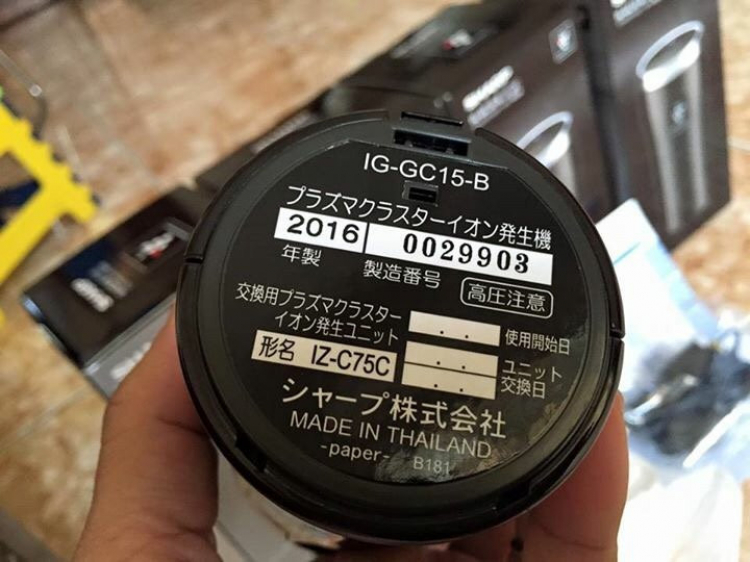 IG-GC15-B
プラズマクラスターイオン発生機
2016 0029903
年製 製造番号 高圧注意
交換用プラズマクラスター
イオン発生ユニット
. . 使用開始日
形名 IZ-C75C
. . ユニット
. . 交換日
シャープ株式会社
MADE IN THAILAND
-paper- B181
SHARP